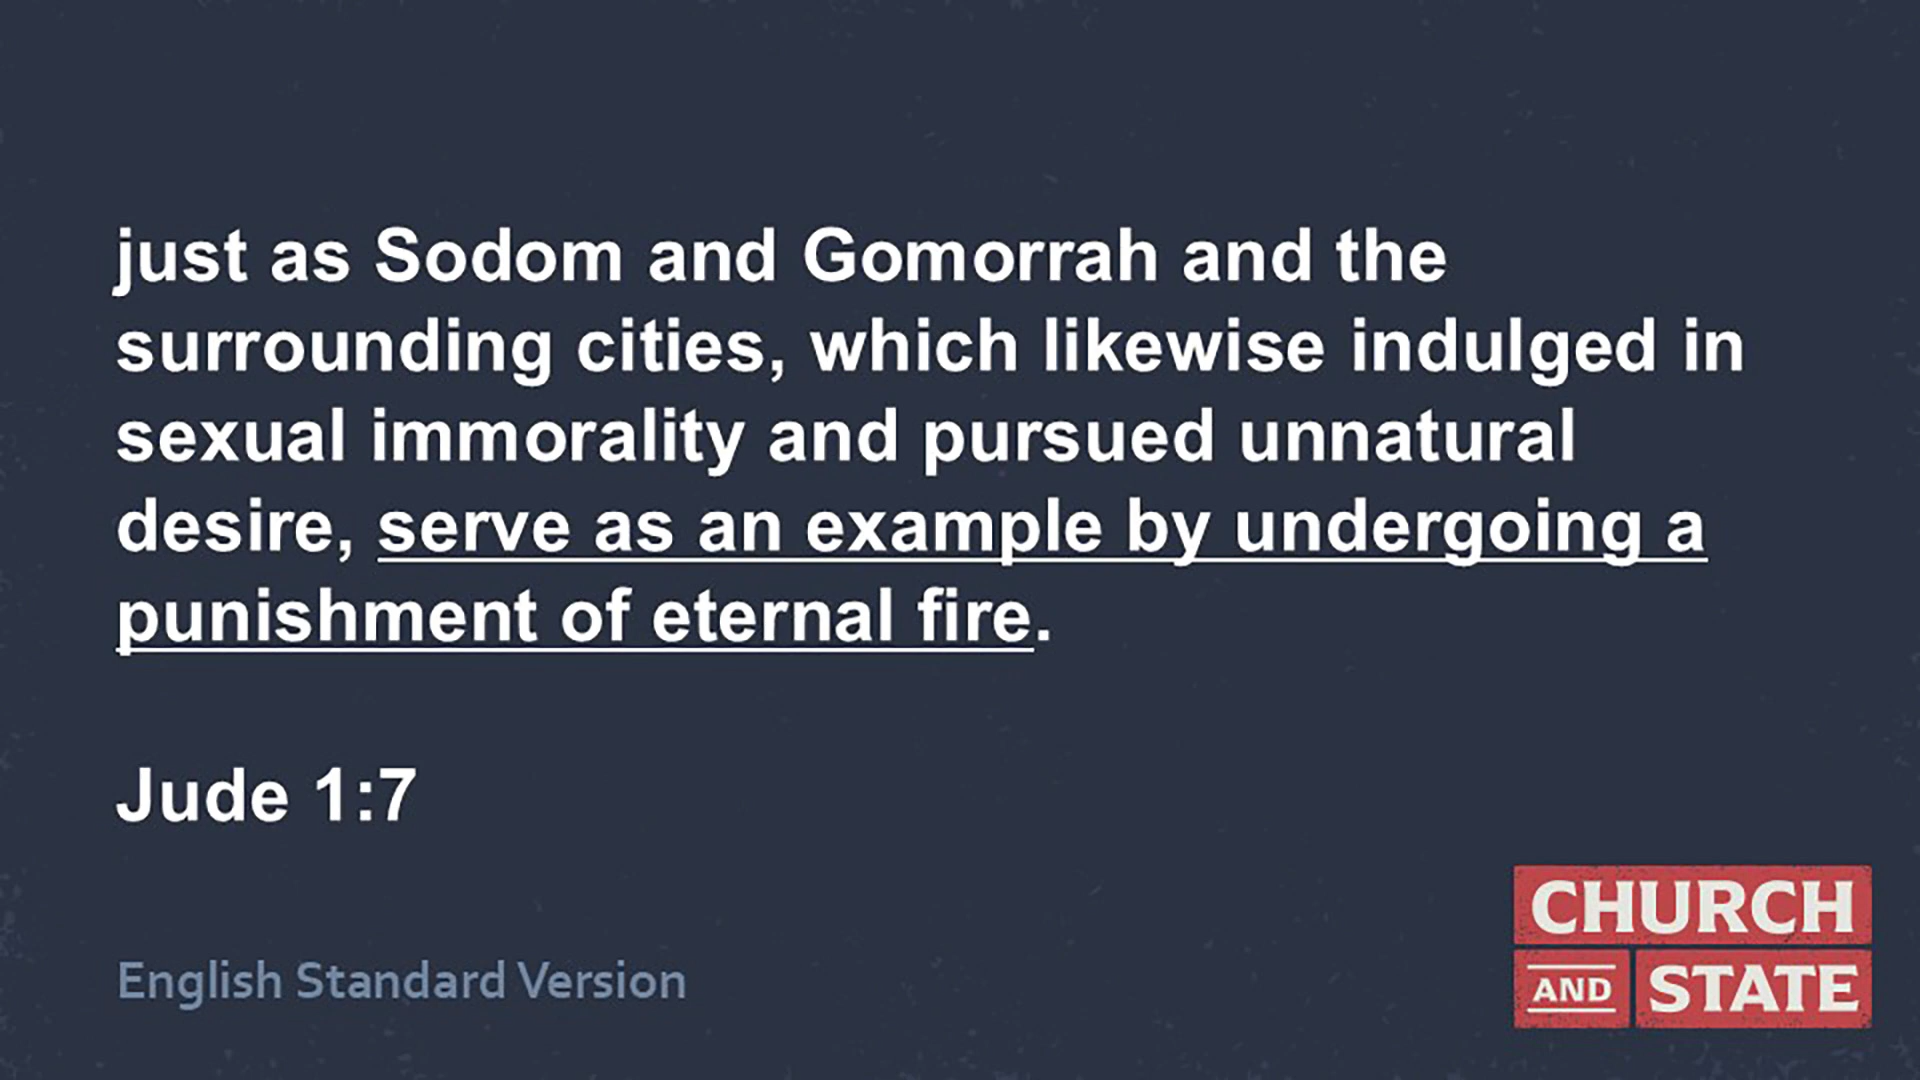 just as Sodom and Gomorrah and the
surrounding cities, which likewise indulged in
sexual immorality and pursued unnatural
desire, serve as an example by undergoing a
punishment of eternal fire.
Jude 1:7
English Standard Version
CHURCH
AND STATE